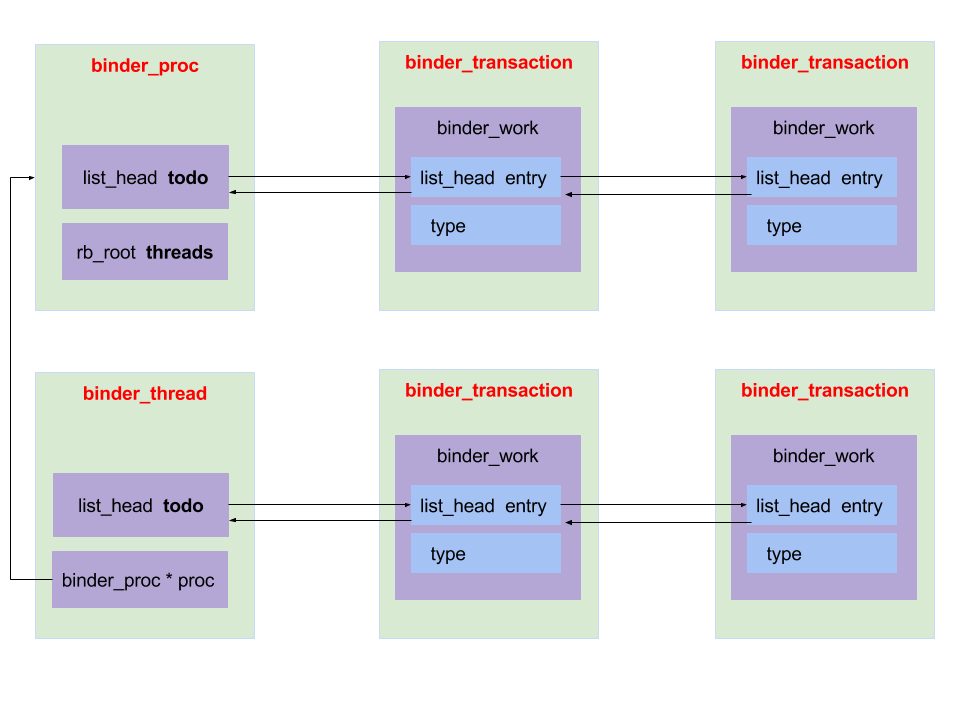 binder_proc
list_head todo
rb_root threads
binder_transaction
binder_work
list_head entry
type
binder_transaction
binder_work
list_head entry
type
binder_thread
list_head todo
binder_proc * proc
binder_transaction
binder_work
list_head entry
type
binder_transaction
binder_work
list_head entry
type